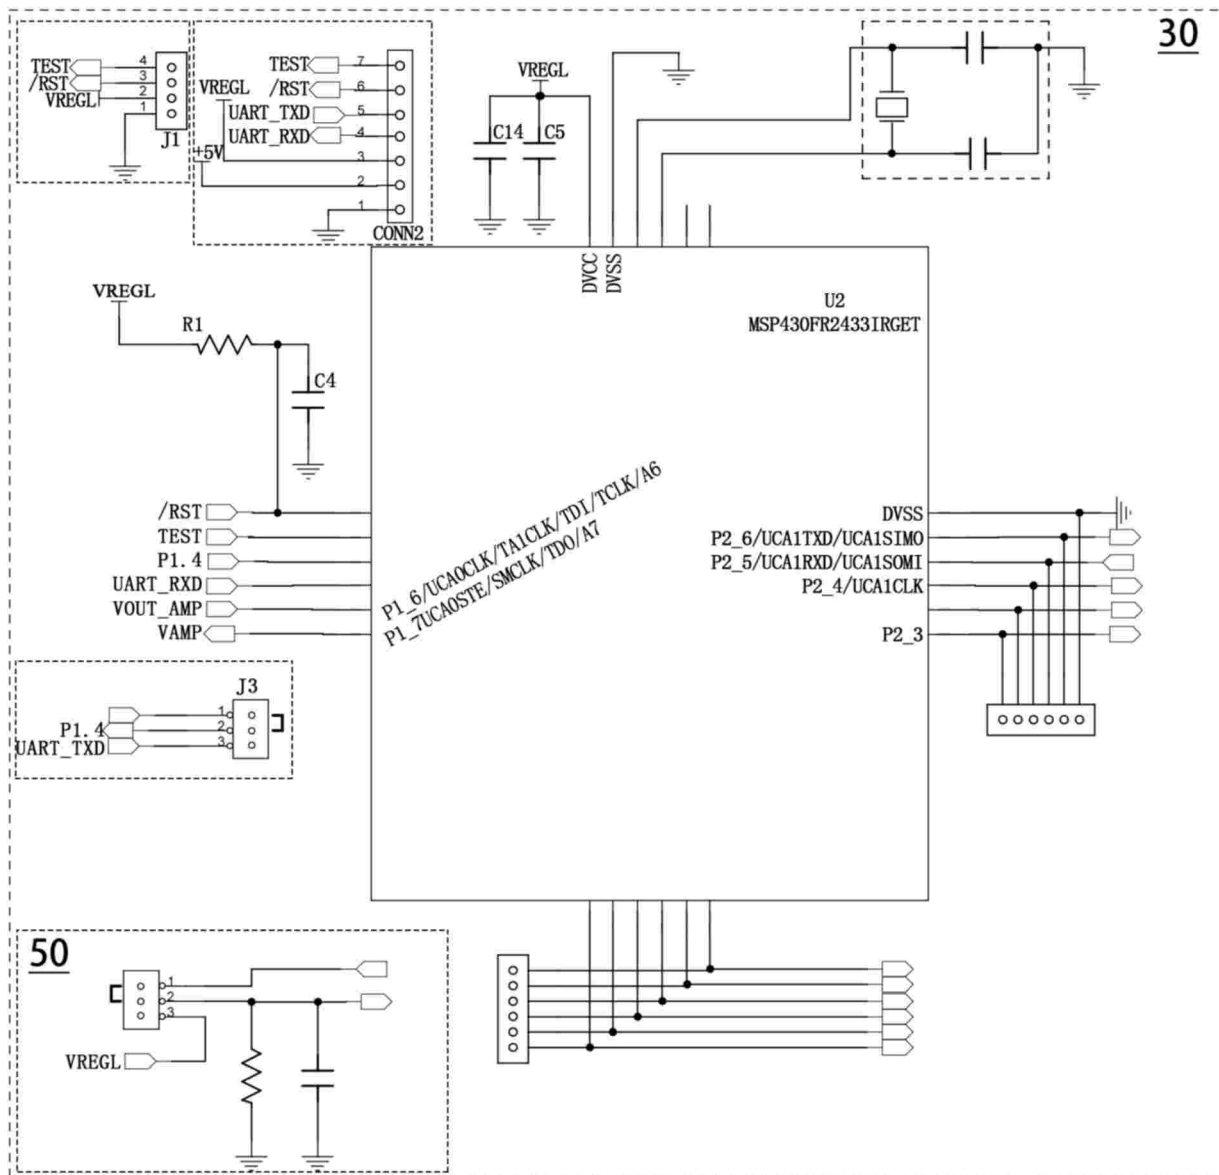 30
TEST 4
/RST 3
VREGL 2
1
J1
TEST 7
/RST 6
VREGL
UART_TXD 5
UART_RXD 4
+5V
3
2
1
CONN2
VREGL
C14 C5
DVCC
DVSS
U2
MSP430FR2433IRGET
VREGL
R1
C4
/RST
TEST
P1.4
UART_RXD
VOUT_AMP
VAMP
P1_6/UCA0CLK/TA1CLK/TDI/TCLK/A6
P1_7UCA0STE/SMCLK/TDO/A7
DVSS
P2_6/UCA1TXD/UCA1SIMO
P2_5/UCA1RXD/UCA1SOMI
P2_4/UCA1CLK
P2_3
J3
1
P1.4 2
UART_TXD 3
50
1
2
3
VREGL